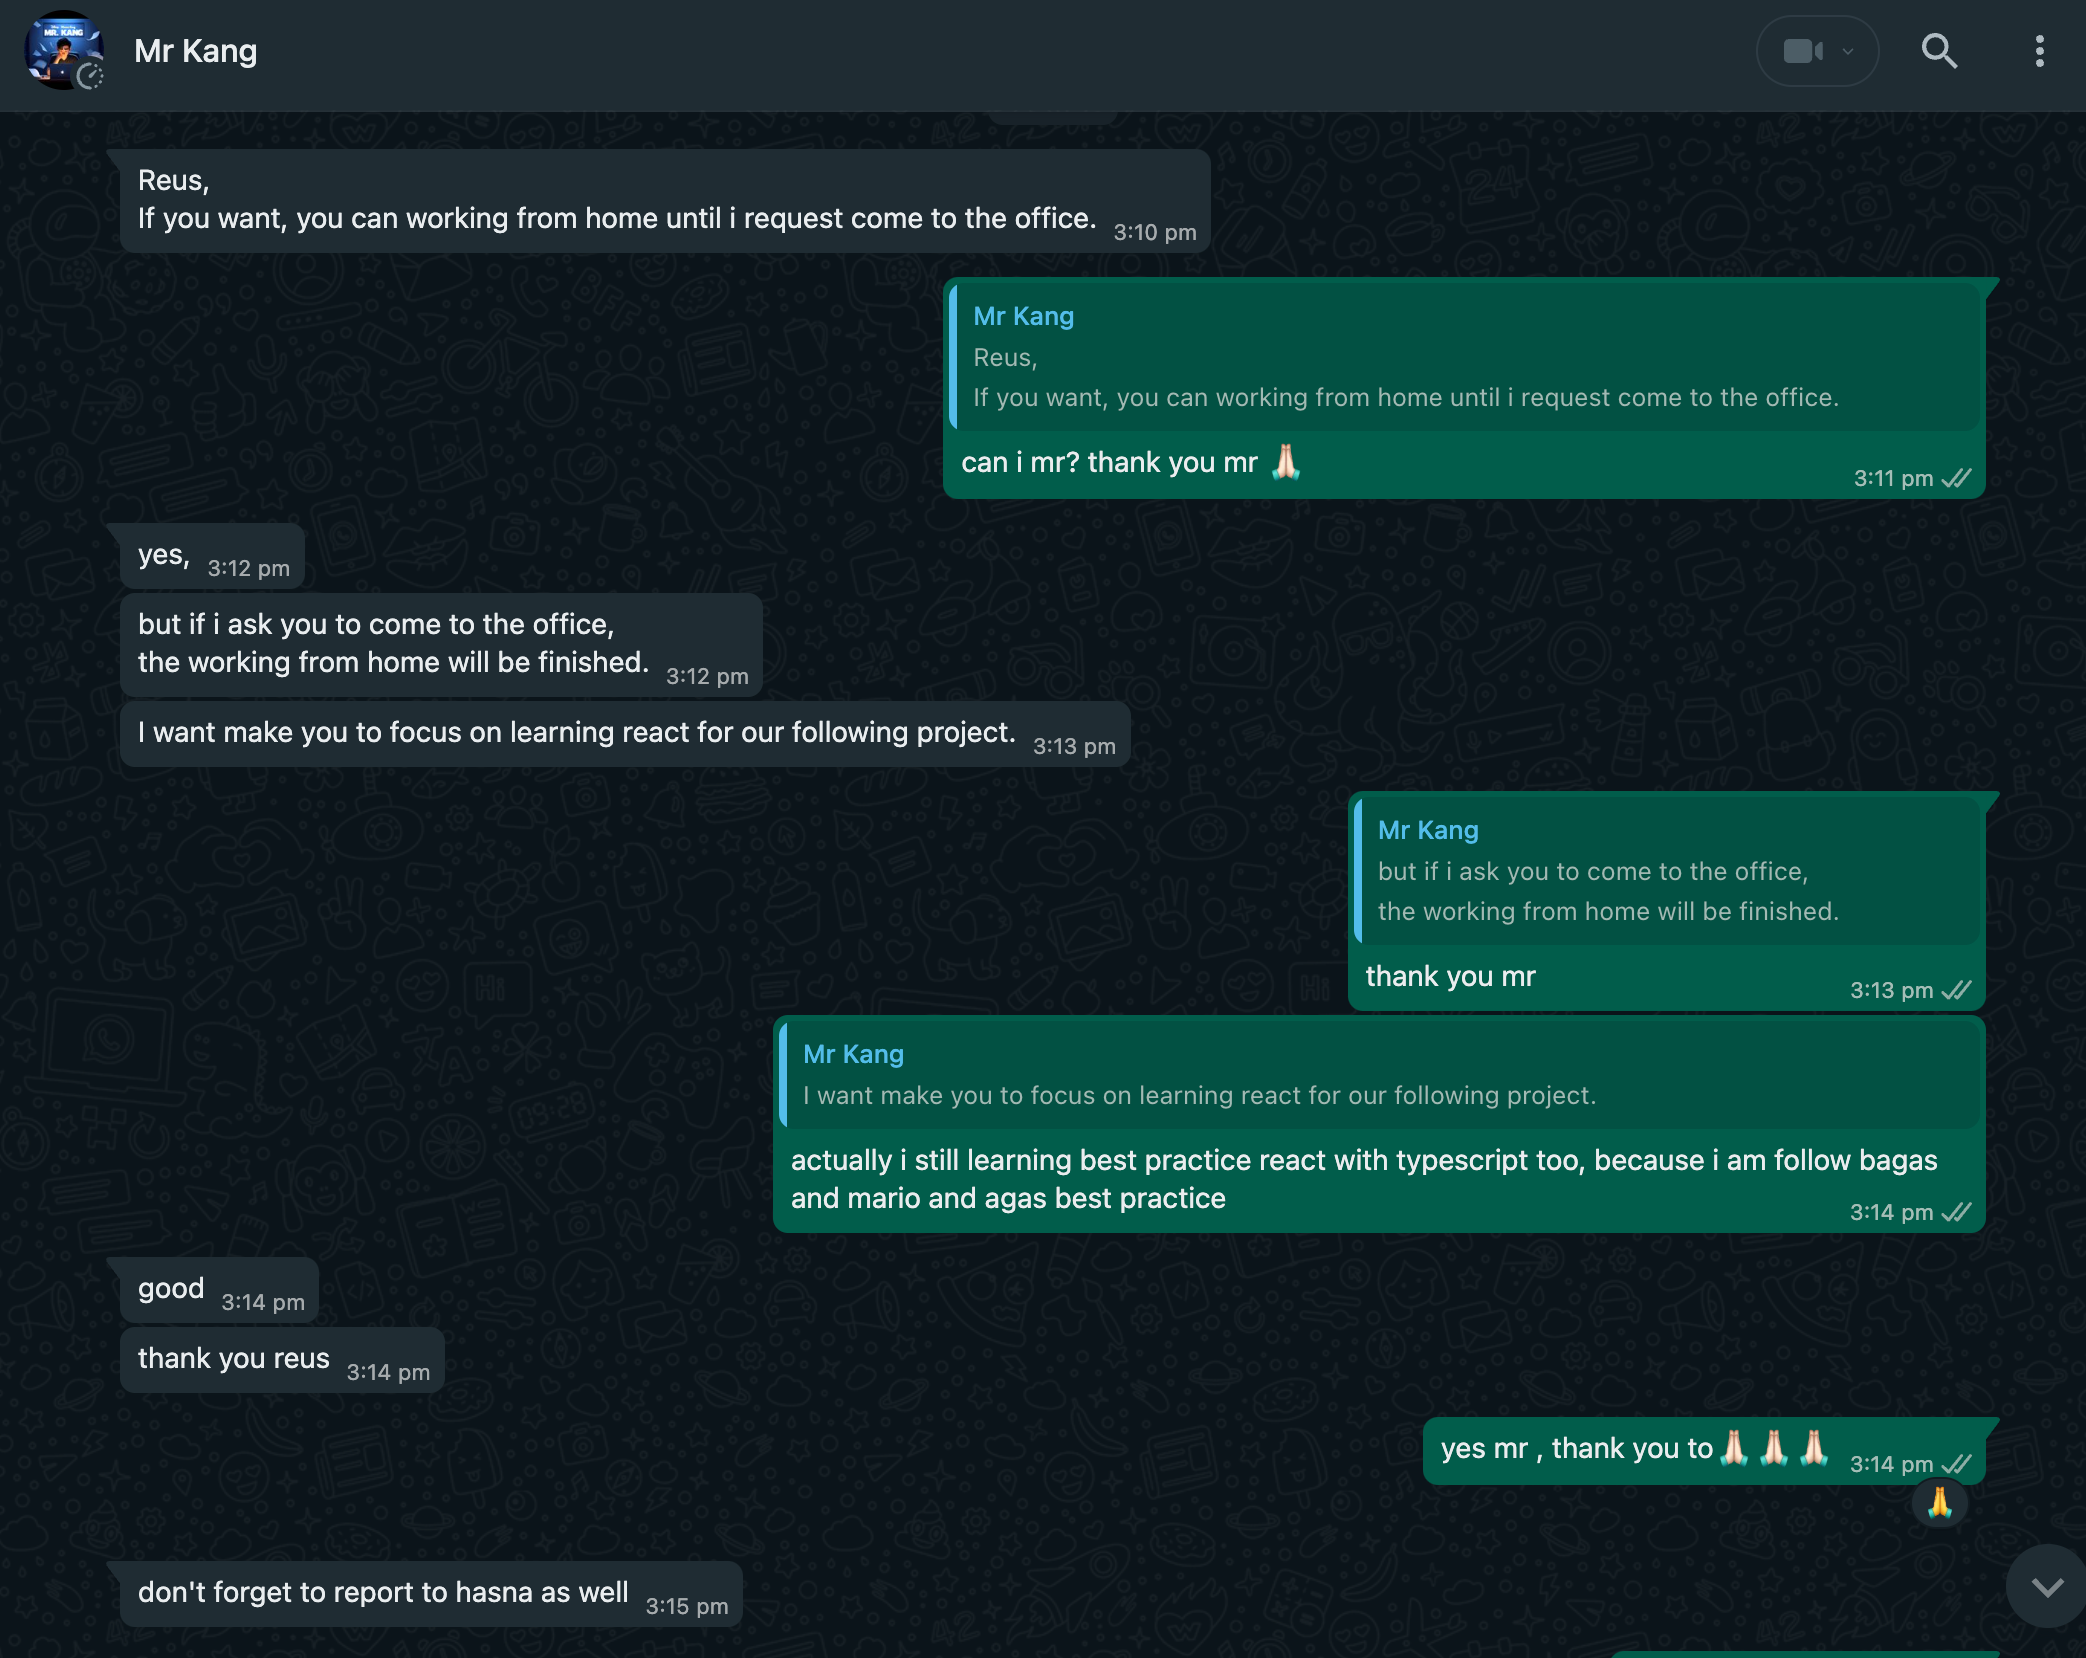 MR. KANG
Mr Kang
Reus,
If you want, you can working from home until i request come to the office.
3:10 pm
Mr Kang
Reus,
If you want, you can working from home until i request come to the office.
can i mr? thank you mr 🙏🏻
3:11 pm
yes,
3:12 pm
but if i ask you to come to the office,
the working from home will be finished.
3:12 pm
I want make you to focus on learning react for our following project.
3:13 pm
Mr Kang
but if i ask you to come to the office,
the working from home will be finished.
thank you mr
3:13 pm
Mr Kang
I want make you to focus on learning react for our following project.
actually i still learning best practice react with typescript too, because i am follow bagas
and mario and agas best practice
3:14 pm
good
3:14 pm
thank you reus
3:14 pm
yes mr , thank you to🙏🏻🙏🏻🙏🏻
3:14 pm
🙏
don't forget to report to hasna as well
3:15 pm